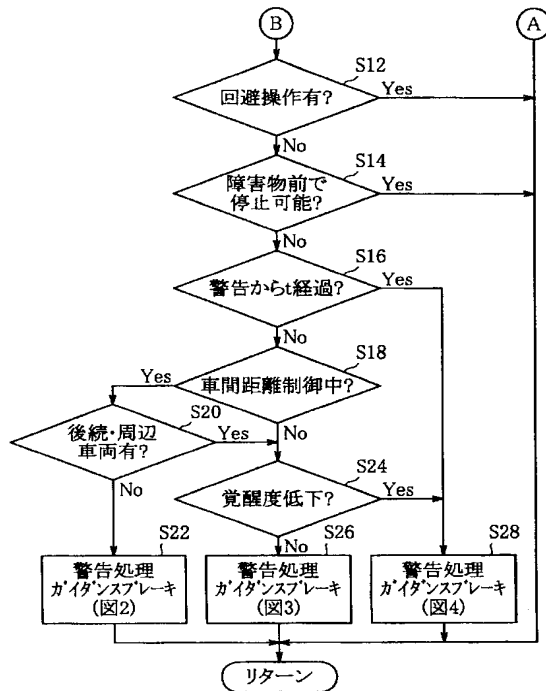 B
A
S12
回避操作有?
Yes
No
S14
障害物前で
停止可能?
Yes
No
S16
警告からt経過?
Yes
No
S18
車間距離制御中?
Yes
No
S20
後続・周辺
車両有?
Yes
No
S24
覚醒度低下?
Yes
No
S22
警告処理
ｶﾞｲﾀﾞﾝｽﾌﾞﾚｰｷ
(図2)
S26
警告処理
ｶﾞｲﾀﾞﾝｽﾌﾞﾚｰｷ
(図3)
S28
警告処理
ｶﾞｲﾀﾞﾝｽﾌﾞﾚｰｷ
(図4)
リターン